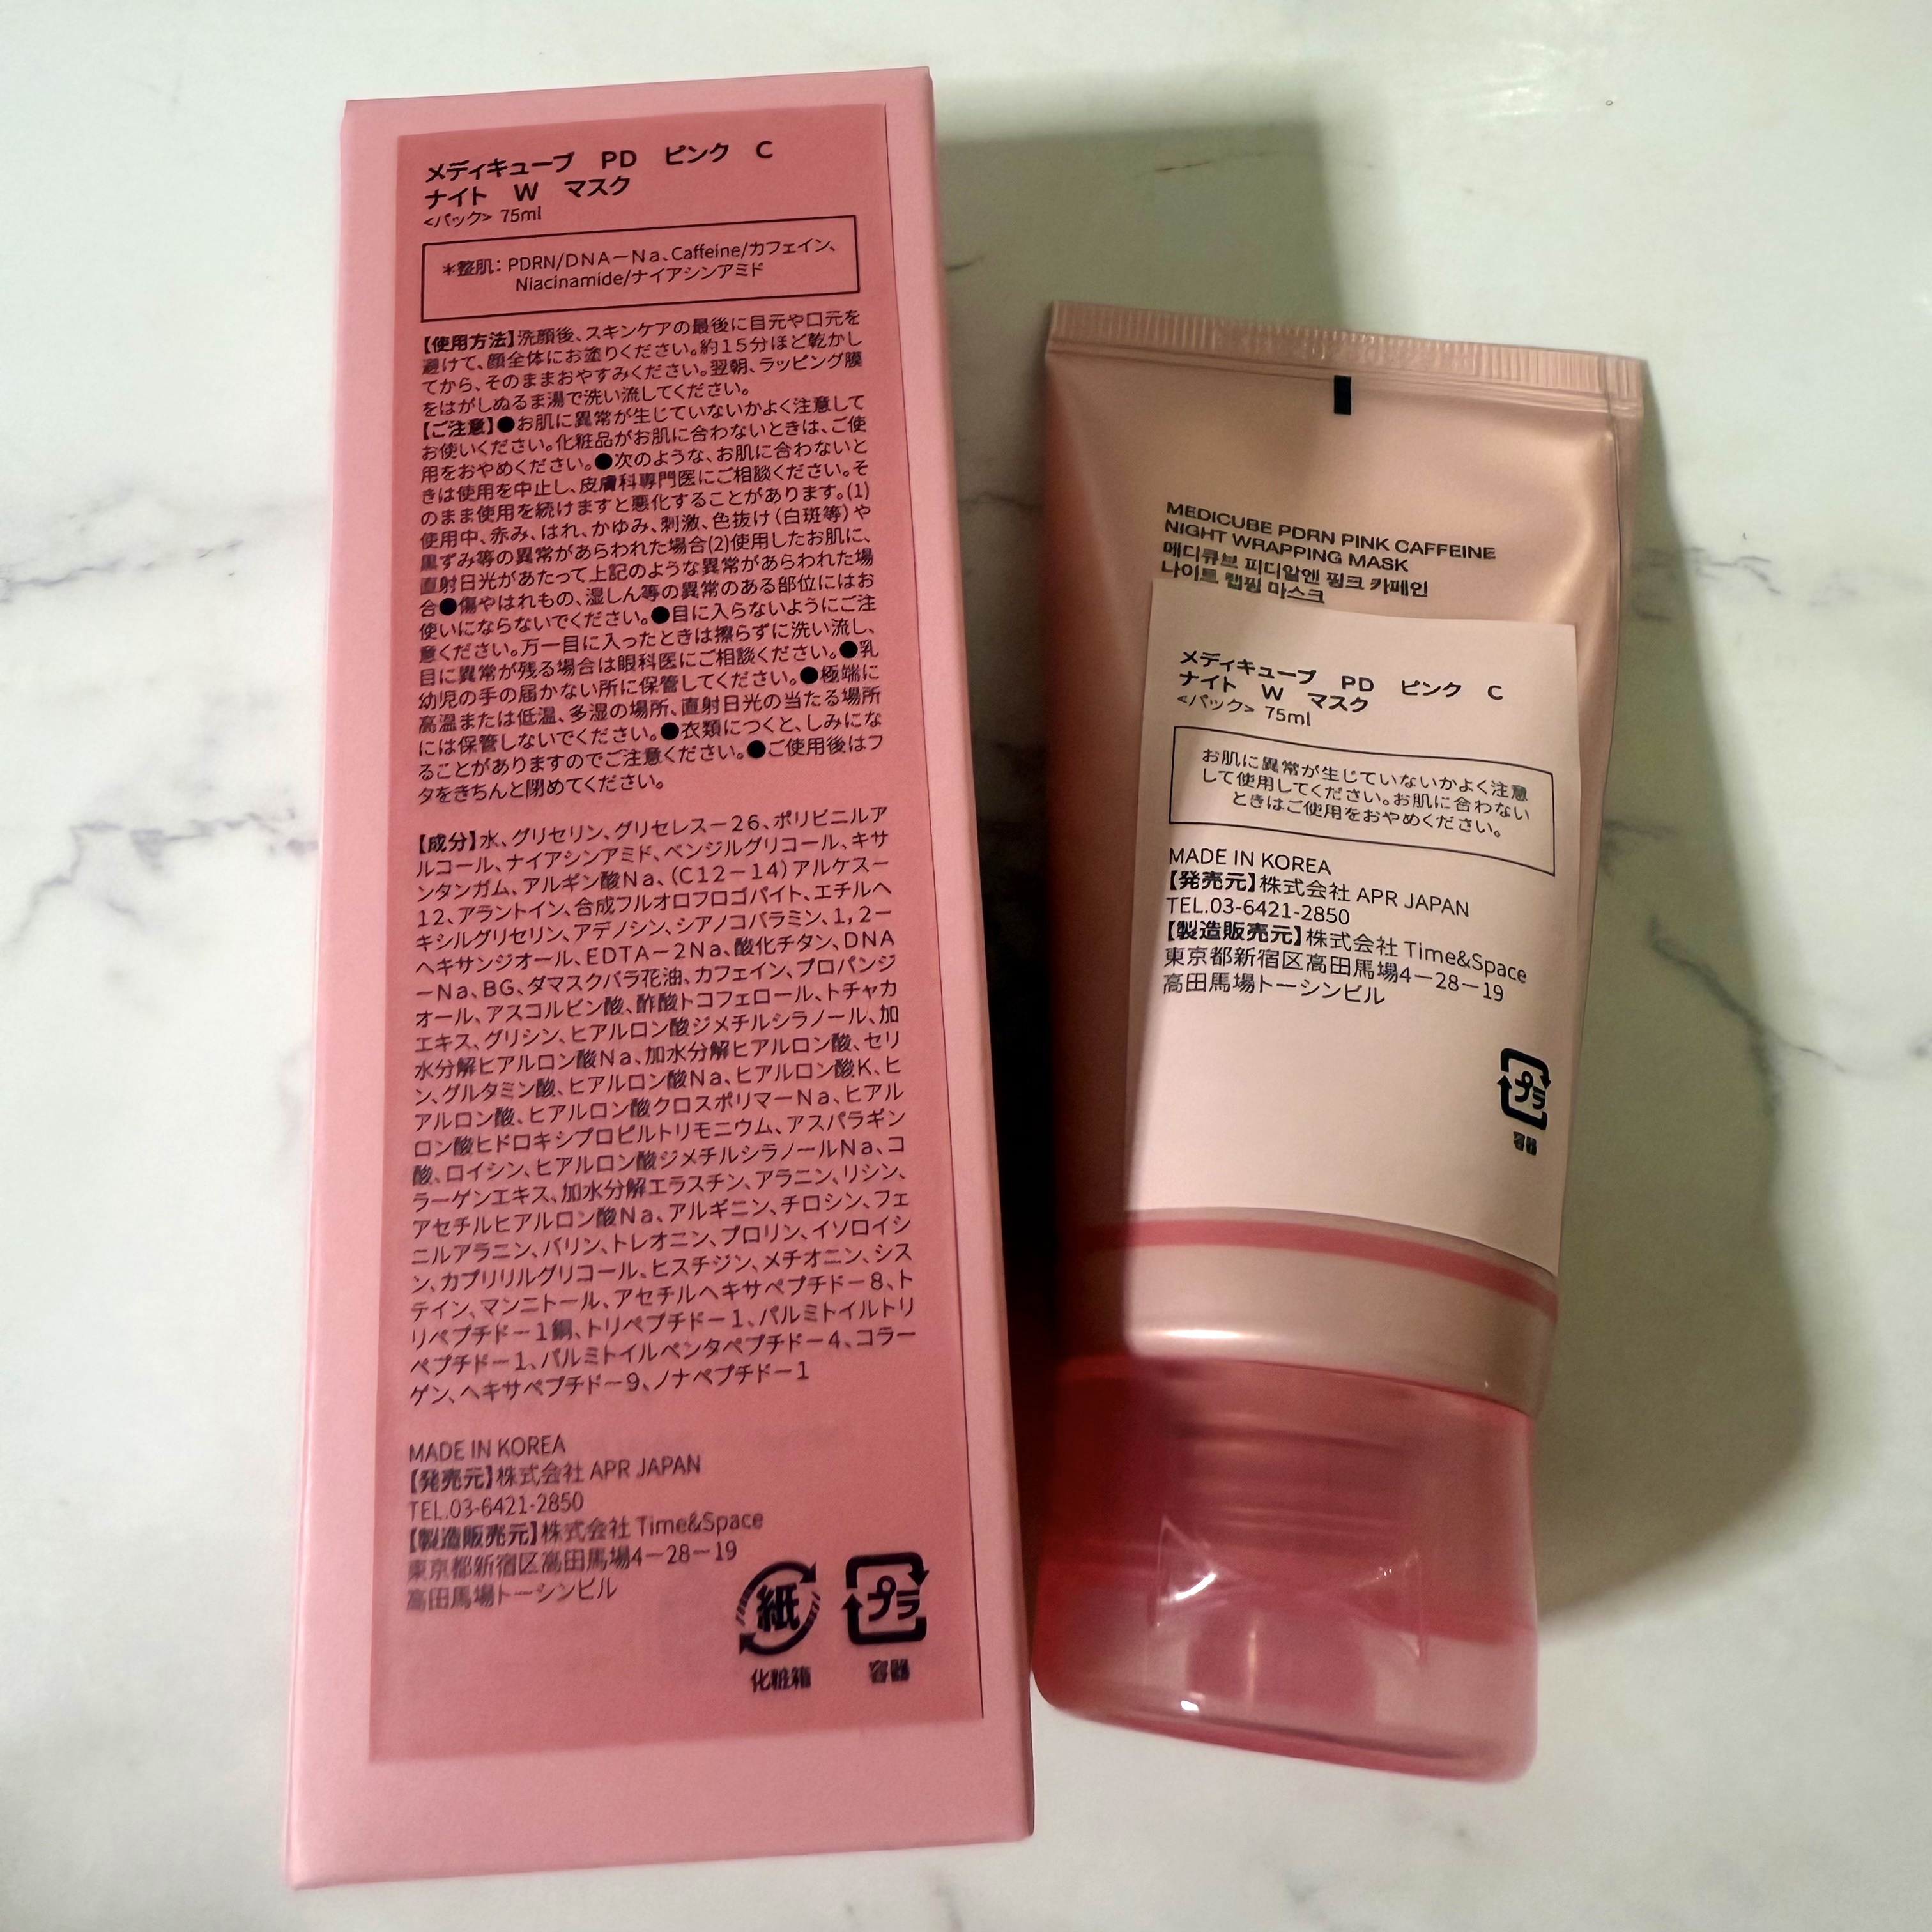 メディキューブ PD ピンク C
ナイト W マスク
<パック> 75ml
＊整肌：PDRN/DNA－Na、Caffeine/カフェイン、
Niacinamide/ナイアシンアミド
【使用方法】洗顔後、スキンケアの最後に目元や口元を
避けて、顔全体にお塗りください。約15分ほど乾かし
てから、そのままおやすみください。翌朝、ラッピング膜
をはがしぬるま湯で洗い流してください。
【ご注意】●お肌に異常が生じていないかよく注意して
お使いください。化粧品がお肌に合わないときは、ご使
用をおやめください。●次のような、お肌に合わないと
きは使用を中止し、皮膚科専門医にご相談ください。そ
のまま使用を続けますと悪化することがあります。(1)
使用中、赤み、はれ、かゆみ、刺激、色抜け（白斑等）や
黒ずみ等の異常があらわれた場合(2)使用したお肌に、
直射日光があたって上記のような異常があらわれた場
合●傷やはれもの、湿しん等の異常のある部位にはお
使いにならないでください。●目に入らないようにご注
意ください。万一目に入ったときは擦らずに洗い流し、
目に異常が残る場合は眼科医にご相談ください。●乳
幼児の手の届かない所に保管してください。●極端に
高温または低温、多湿の場所、直射日光の当たる場所
には保管しないでください。●衣類につくと、しみにな
ることがありますのでご注意ください。●ご使用後はフ
タをきちんと閉めてください。
【成分】水、グリセリン、グリセレス－26、ポリビニルア
ルコール、ナイアシンアミド、ベンジルグリコール、キサ
ンタンガム、アルギン酸Na、（C12－14）アルケス－
12、アラントイン、合成フルオロフロゴパイト、エチルヘ
キシルグリセリン、アデノシン、シアノコバラミン、1，2－
ヘキサンジオール、EDTA－2Na、酸化チタン、DNA
－Na、BG、ダマスクバラ花油、カフェイン、プロパンジ
オール、アスコルビン酸、酢酸トコフェロール、トチャカ
エキス、グリシン、ヒアルロン酸ジメチルシラノール、加
水分解ヒアルロン酸Na、加水分解ヒアルロン酸、セリ
ン、グルタミン酸、ヒアルロン酸Na、ヒアルロン酸K、ヒ
アルロン酸、ヒアルロン酸クロスポリマーNa、ヒアル
ロン酸ヒドロキシプロピルトリモニウム、アスパラギン
酸、ロイシン、ヒアルロン酸ジメチルシラノールNa、コ
ラーゲンエキス、加水分解エラスチン、アラニン、リシン、
アセチルヒアルロン酸Na、アルギニン、チロシン、フェ
ニルアラニン、バリン、トレオニン、プロリン、イソロイシ
ン、カプリリルグリコール、ヒスチジン、メチオニン、シス
テイン、マンニトール、アセチルヘキサペプチド－8、ト
リペプチド－1銅、トリペプチド－1、パルミトイルトリ
ペプチド－1、パルミトイルペンタペプチド－4、コラー
ゲン、ヘキサペプチド－9、ノナペプチド－1
MADE IN KOREA
【発売元】株式会社 APR JAPAN
TEL.03-6421-2850
【製造販売元】株式会社 Time&Space
東京都新宿区高田馬場4－28－19
高田馬場トーシンビル
紙
化粧箱
プラ
容器
MEDICUBE PDRN PINK CAFFEINE
NIGHT WRAPPING MASK
메디큐브 피디알엔 핑크 카페인
나이트 랩핑 마스크
メディキューブ PD ピンク C
ナイト W マスク
<パック> 75ml
お肌に異常が生じていないかよく注意
して使用してください。お肌に合わない
ときはご使用をおやめください。
MADE IN KOREA
【発売元】株式会社 APR JAPAN
TEL.03-6421-2850
【製造販売元】株式会社 Time&Space
東京都新宿区高田馬場4－28－19
高田馬場トーシンビル
プラ
容器